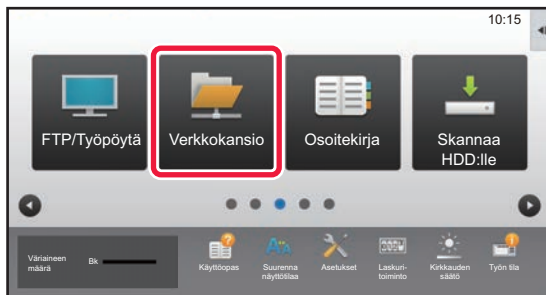 10:15
FTP/Työpöytä
Verkkokansio
Osoitekirja
Skannaa
HDD:lle
Väriaineen
määrä
Bk
Käyttöopas
Suurenna
näyttötilaa
Asetukset
Laskuri-
toiminto
Kirkkauden
säätö
Työn tila